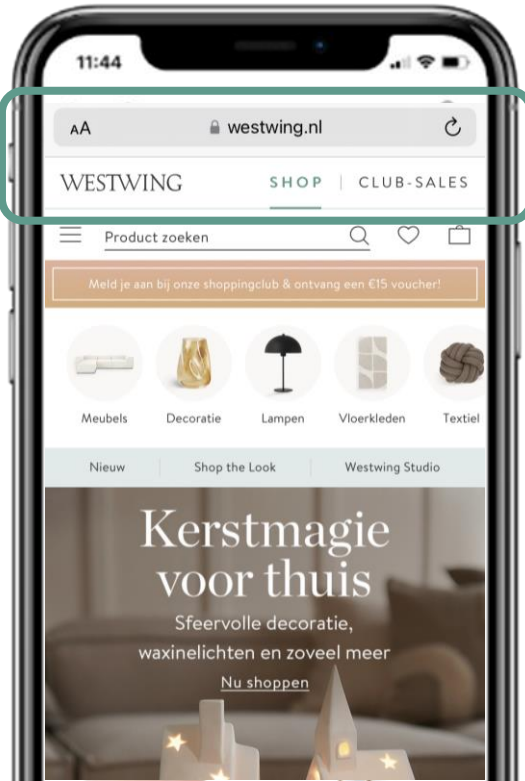 11:44
AA westwing.nl
WESTWING SHOP | CLUB-SALES
Product zoeken
Meld je aan bij onze shoppingclub & ontvang een €15 voucher!
Meubels Decoratie Lampen Vloerkleden Textiel
Nieuw Shop the Look Westwing Studio
Kerstmagie
voor thuis
Sfeervolle decoratie,
waxinelichten en zoveel meer
Nu shoppen